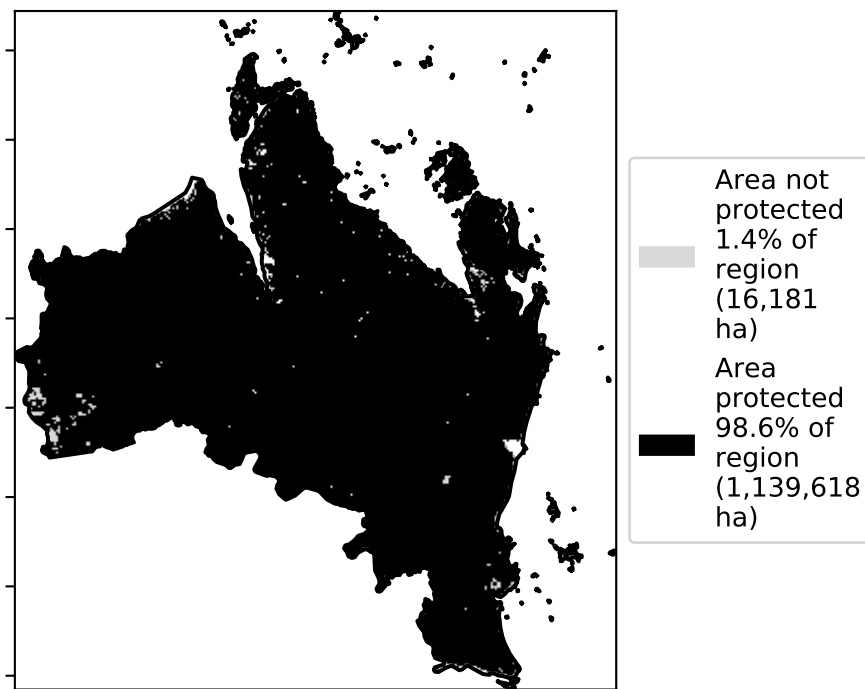 Area not
protected
1.4% of
region
(16,181
ha)
Area
protected
98.6% of
region
(1,139,618
ha)